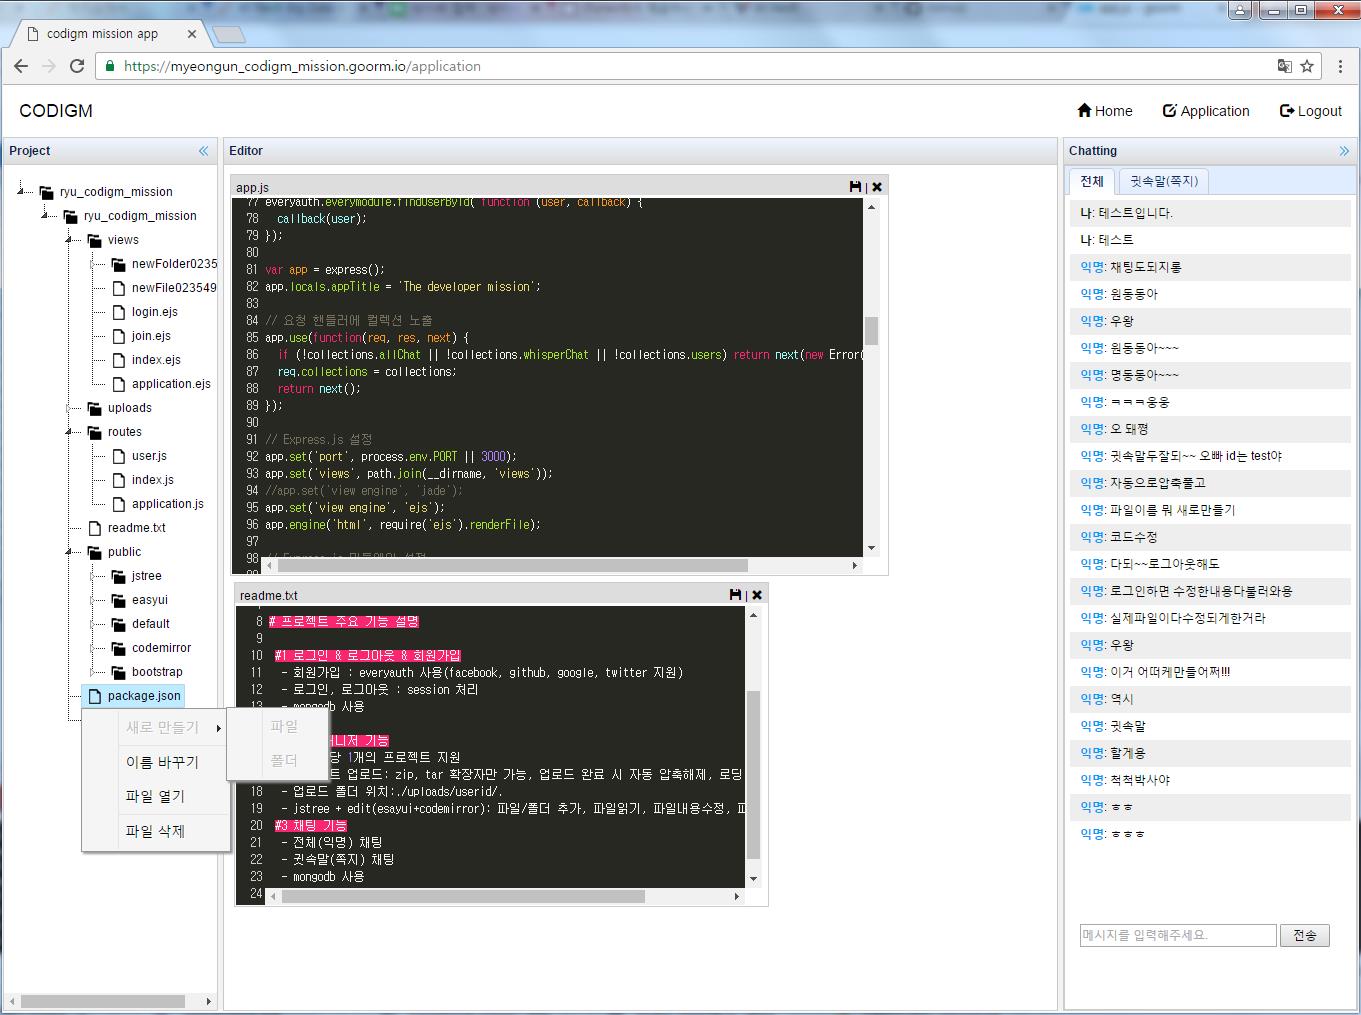 codigm mission app
https://myeongun_codigm_mission.goorm.io/application
CODIGM
Home
Application
Logout
Project
ryu_codigm_mission
ryu_codigm_mission
views
newFolder0235
newFile023549
login.ejs
join.ejs
index.ejs
application.ejs
uploads
routes
user.js
index.js
application.js
readme.txt
public
jstree
easyui
default
codemirror
bootstrap
package.json
새로 만들기
이름 바꾸기
파일 열기
파일 삭제
파일
폴더
Editor
app.js
77 everyauth.everymodule.findUserById( function (user, callback) {
78 callback(user);
79 });
80
81 var app = express();
82 app.locals.appTitle = 'The developer mission';
83
84 // 요청 핸들러에 컬렉션 노출
85 app.use(function(req, res, next) {
86 if (!collections.allChat || !collections.whisperChat || !collections.users) return next(new Error(
87 req.collections = collections;
88 return next();
89 });
90
91 // Express.js 설정
92 app.set('port', process.env.PORT || 3000);
93 app.set('views', path.join(__dirname, 'views'));
94 //app.set('view engine', 'jade');
95 app.set('view engine', 'ejs');
96 app.engine('html', require('ejs').renderFile);
97
98
readme.txt
8 # 프로젝트 주요 기능 설명
9
10 #1 로그인 & 로그아웃 & 회원가입
11 - 회원가입 : everyauth 사용(facebook, github, google, twitter 지원)
12 - 로그인, 로그아웃 : session 처리
13 - mongodb 사용
니저 기능
당 1개의 프로젝트 지원
트 업로드: zip, tar 확장자만 가능, 업로드 완료 시 자동 압축해제, 로딩
18 - 업로드 폴더 위치:./uploads/userid/.
19 - jstree + edit(esayui+codemirror): 파일/폴더 추가, 파일읽기, 파일내용수정, 파
20 #3 채팅 기능
21 - 전체(익명) 채팅
22 - 귓속말(쪽지) 채팅
23 - mongodb 사용
24
Chatting
전체
귓속말(쪽지)
나: 테스트입니다.
나: 테스트
익명: 채팅도되지롱
익명: 원동동아
익명: 우왕
익명: 원동동아~~~
익명: 명동동아~~~
익명: ㅋㅋㅋ웅웅
익명: 오 돼쪙
익명: 귓속말두잘되~~ 오빠 id는 test야
익명: 자동으로압축풀고
익명: 파일이름 뭐 새로만들기
익명: 코드수정
익명: 다되~~로그아웃해도
익명: 로그인하면 수정한내용다불러와용
익명: 실제파일이다수정되게한거라
익명: 우왕
익명: 이거 어떠케만들어쪄!!!
익명: 역시
익명: 귓속말
익명: 할게용
익명: 척척박사야
익명: ㅎㅎ
익명: ㅎㅎㅎ
메시지를 입력해주세요.
전송